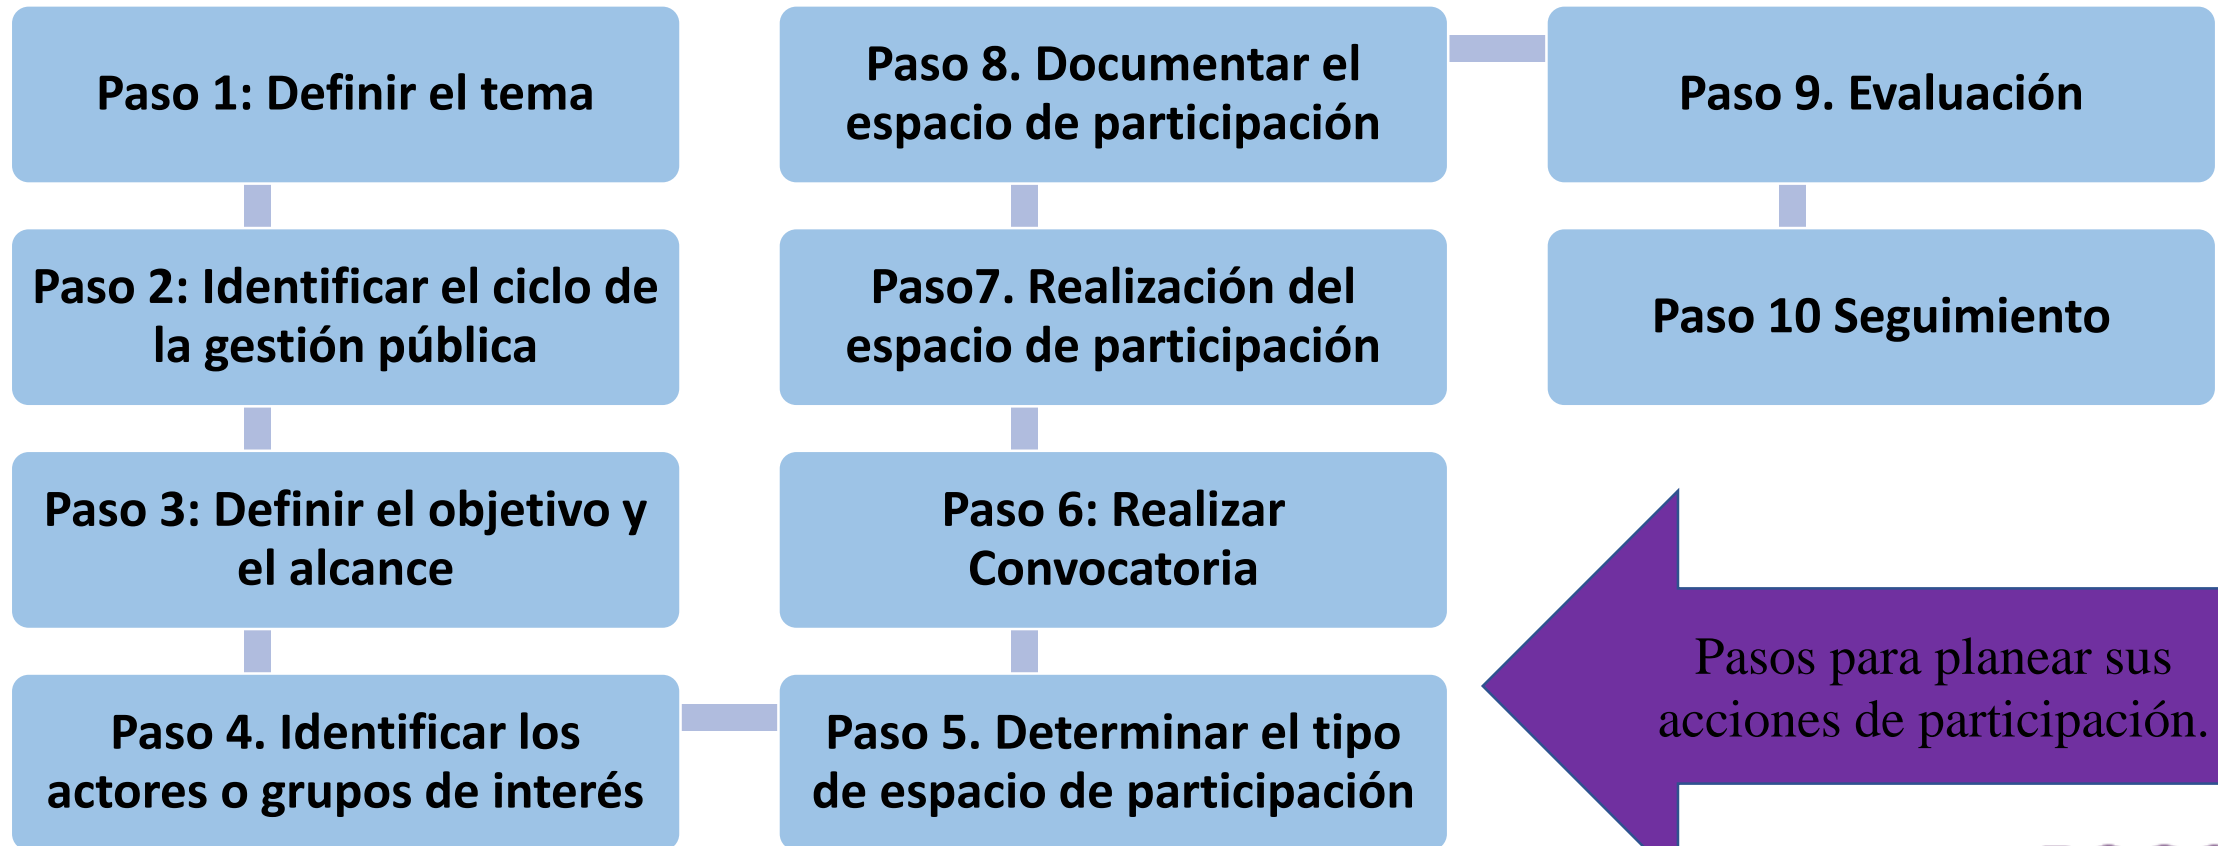 Paso 1: Definir el tema
Paso 2: Identificar el ciclo de
la gestión pública
Paso 3: Definir el objetivo y
el alcance
Paso 4. Identificar los
actores o grupos de interés
Paso 5. Determinar el tipo
de espacio de participación
Paso 6: Realizar
Convocatoria
Paso7. Realización del
espacio de participación
Paso 8. Documentar el
espacio de participación
Paso 9. Evaluación
Paso 10 Seguimiento
Pasos para planear sus
acciones de participación.